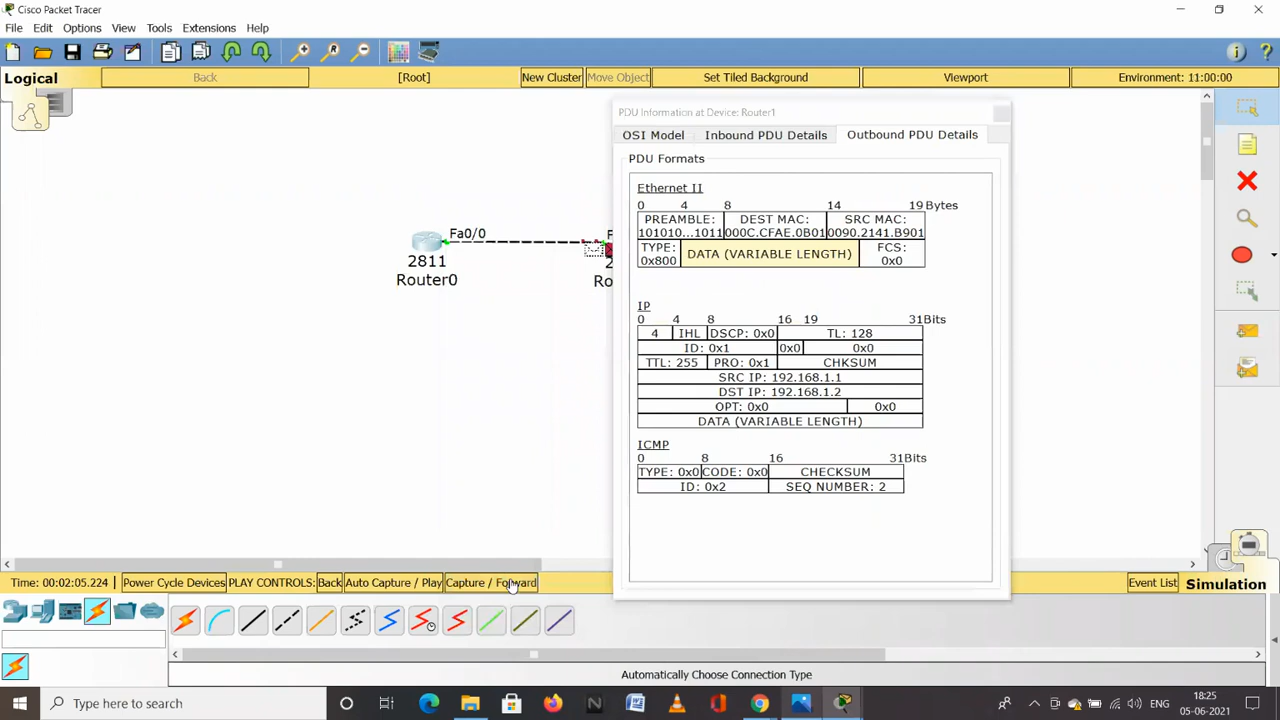 Cisco Packet Tracer
File Edit Options View Tools Extensions Help
Logical Back [Root] New Cluster Move Object Set Tiled Background Viewport Environment: 11:00:00
PDU Information at Device: Router1
OSI Model Inbound PDU Details Outbound PDU Details
PDU Formats
Ethernet II
0 4 8 14 19 Bytes
PREAMBLE: DEST MAC: SRC MAC:
101010...1011 000C.CFAE.0B01 0090.2141.B901
TYPE: 0x800 DATA (VARIABLE LENGTH) FCS: 0x0
Fa0/0 F
2811 2
Router0 Ro
IP
0 4 8 16 19 31 Bits
4 IHL DSCP: 0x0 TL: 128
ID: 0x1 0x0 0x0
TTL: 255 PRO: 0x1 CHKSUM
SRC IP: 192.168.1.1
DST IP: 192.168.1.2
OPT: 0x0 0x0
DATA (VARIABLE LENGTH)
ICMP
0 8 16 31 Bits
TYPE: 0x0 CODE: 0x0 CHECKSUM
ID: 0x2 SEQ NUMBER: 2
Time: 00:02:05.224 Power Cycle Devices PLAY CONTROLS: Back Auto Capture / Play Capture / Forward Event List Simulation
Automatically Choose Connection Type
Type here to search
ENG 18:25
05-06-2021